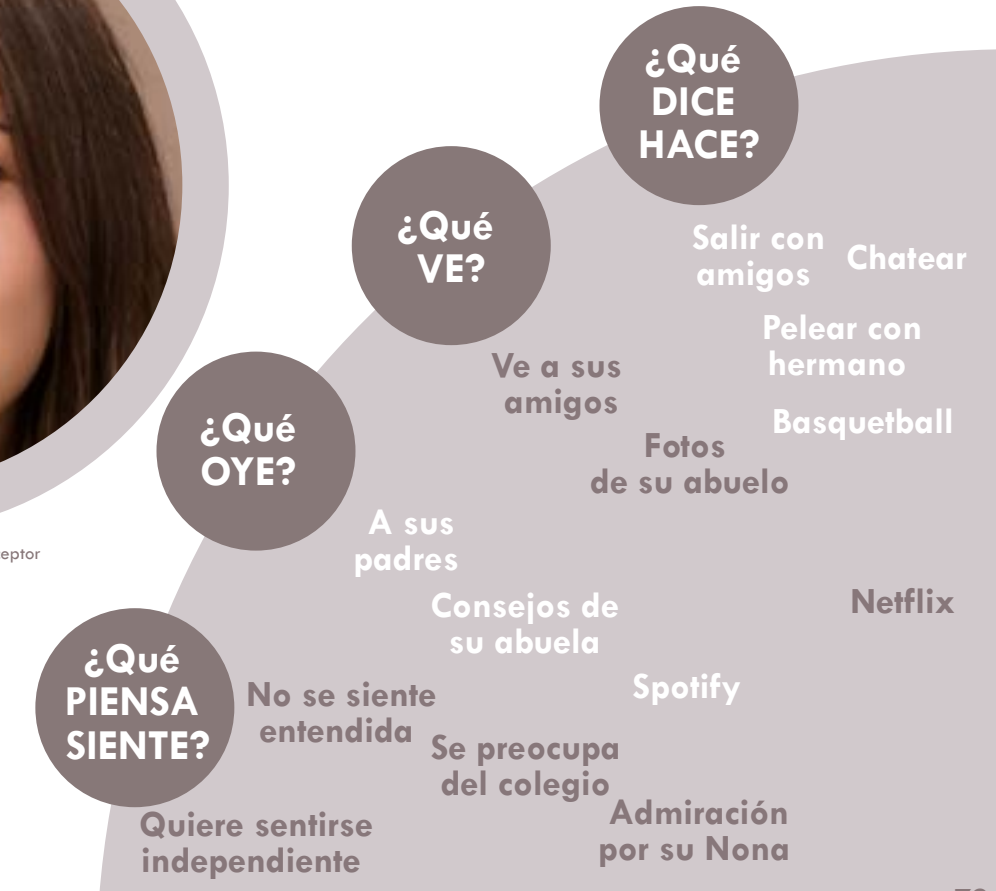 ¿Qué
DICE
HACE?
Salir con
amigos
Chatear
Pelear con
hermano
Basquetball
¿Qué
VE?
Ve a sus
amigos
Fotos
de su abuelo
Netflix
¿Qué
OYE?
A sus
padres
Consejos de
su abuela
Spotify
eptor
¿Qué
PIENSA
SIENTE?
No se siente
entendida
Se preocupa
del colegio
Quiere sentirse
independiente
Admiración
por su Nona